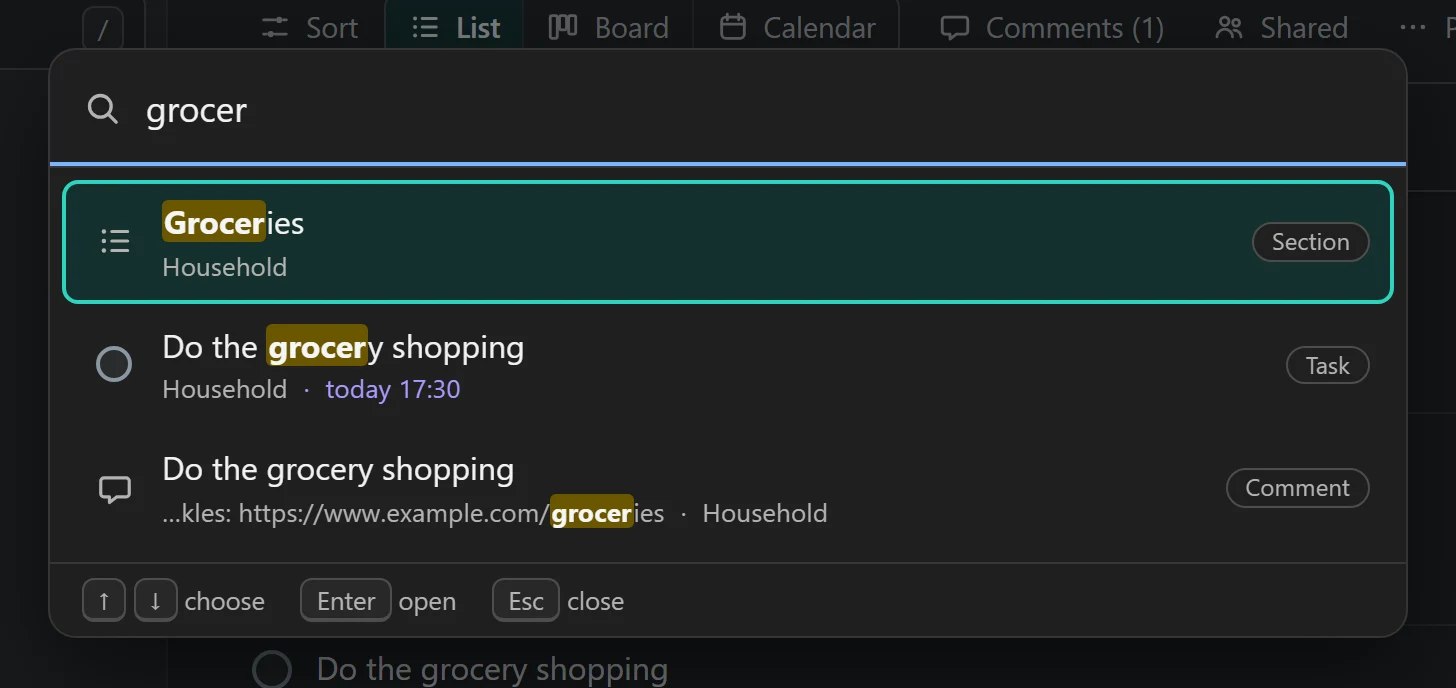 / Sort List Board Calendar Comments (1) Shared ···
grocer
Groceries
Household
Section
Do the grocery shopping
Household · today 17:30
Task
Do the grocery shopping
...kles: https://www.example.com/groceries · Household
Comment
↑ ↓ choose Enter open Esc close
Do the grocery shopping